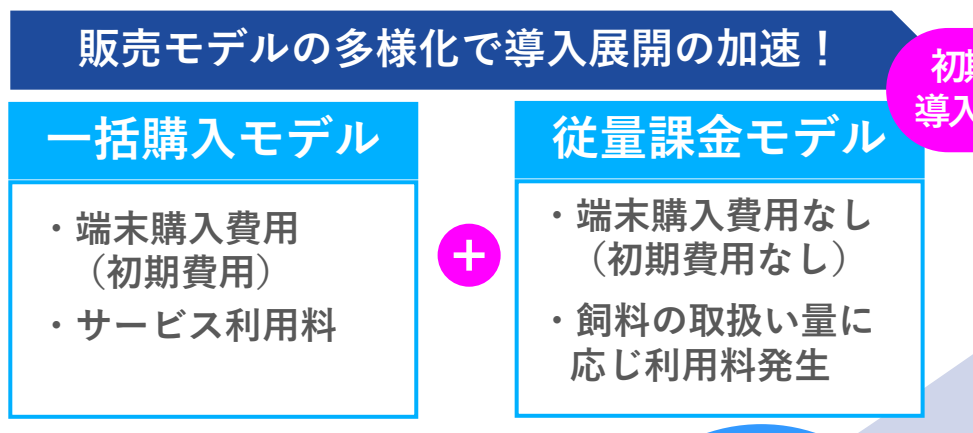 販売モデルの多様化で導入展開の加速！
初
導入
一括購入モデル
・端末購入費用
（初期費用）
・サービス利用料
+
従量課金モデル
・端末購入費用なし
（初期費用なし）
・飼料の取扱い量に
応じ利用料発生